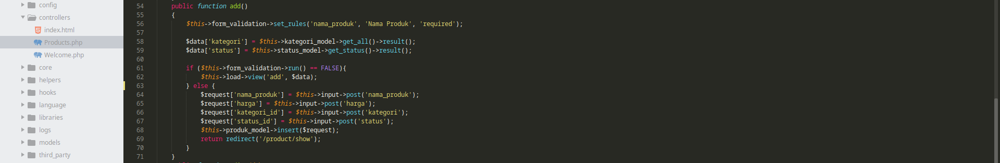 config
controllers
index.html
Products.php
Welcome.php
core
helpers
hooks
language
libraries
logs
models
third_party
54 public function add()
55 {
56 $this->form_validation->set_rules('nama_produk', 'Nama Produk', 'required');
57
58 $data['kategori'] = $this->kategori_model->get_all()->result();
59 $data['status'] = $this->status_model->get_status()->result();
60
61 if ($this->form_validation->run() == FALSE){
62 $this->load->view('add', $data);
63 } else {
64 $request['nama_produk'] = $this->input->post('nama_produk');
65 $request['harga'] = $this->input->post('harga');
66 $request['kategori_id'] = $this->input->post('kategori');
67 $request['status_id'] = $this->input->post('status');
68 $this->produk_model->insert($request);
69 return redirect('/product/show');
70 }
71 }